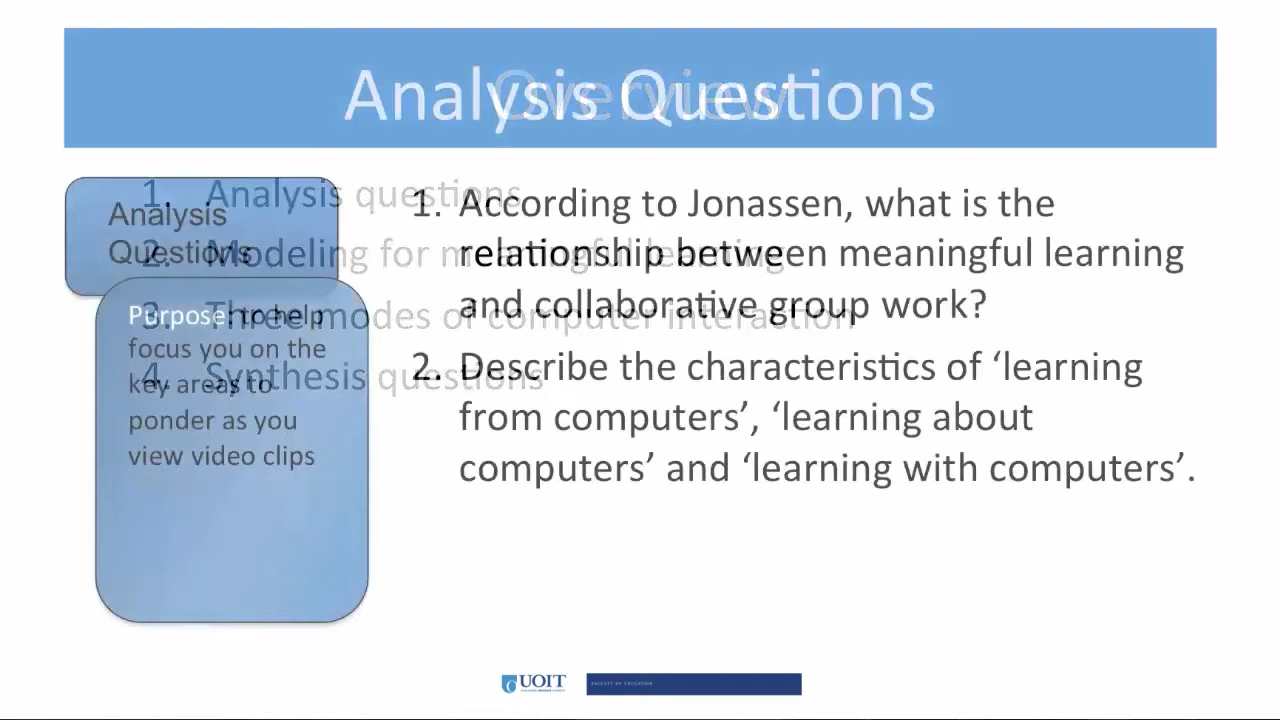 Analysis Questions
Overview
Analysis
Questions
Purpose: to help
focus you on the
key areas to
ponder as you
view video clips
1. Analysis questions
2. Modeling for meaningful learning
3. Three modes of computer interaction
4. Synthesis questions
1. According to Jonassen, what is the
relationship between meaningful learning
and collaborative group work?
2. Describe the characteristics of ‘learning
from computers’, ‘learning about
computers’ and ‘learning with computers’.
UOIT
FACULTY OF EDUCATION